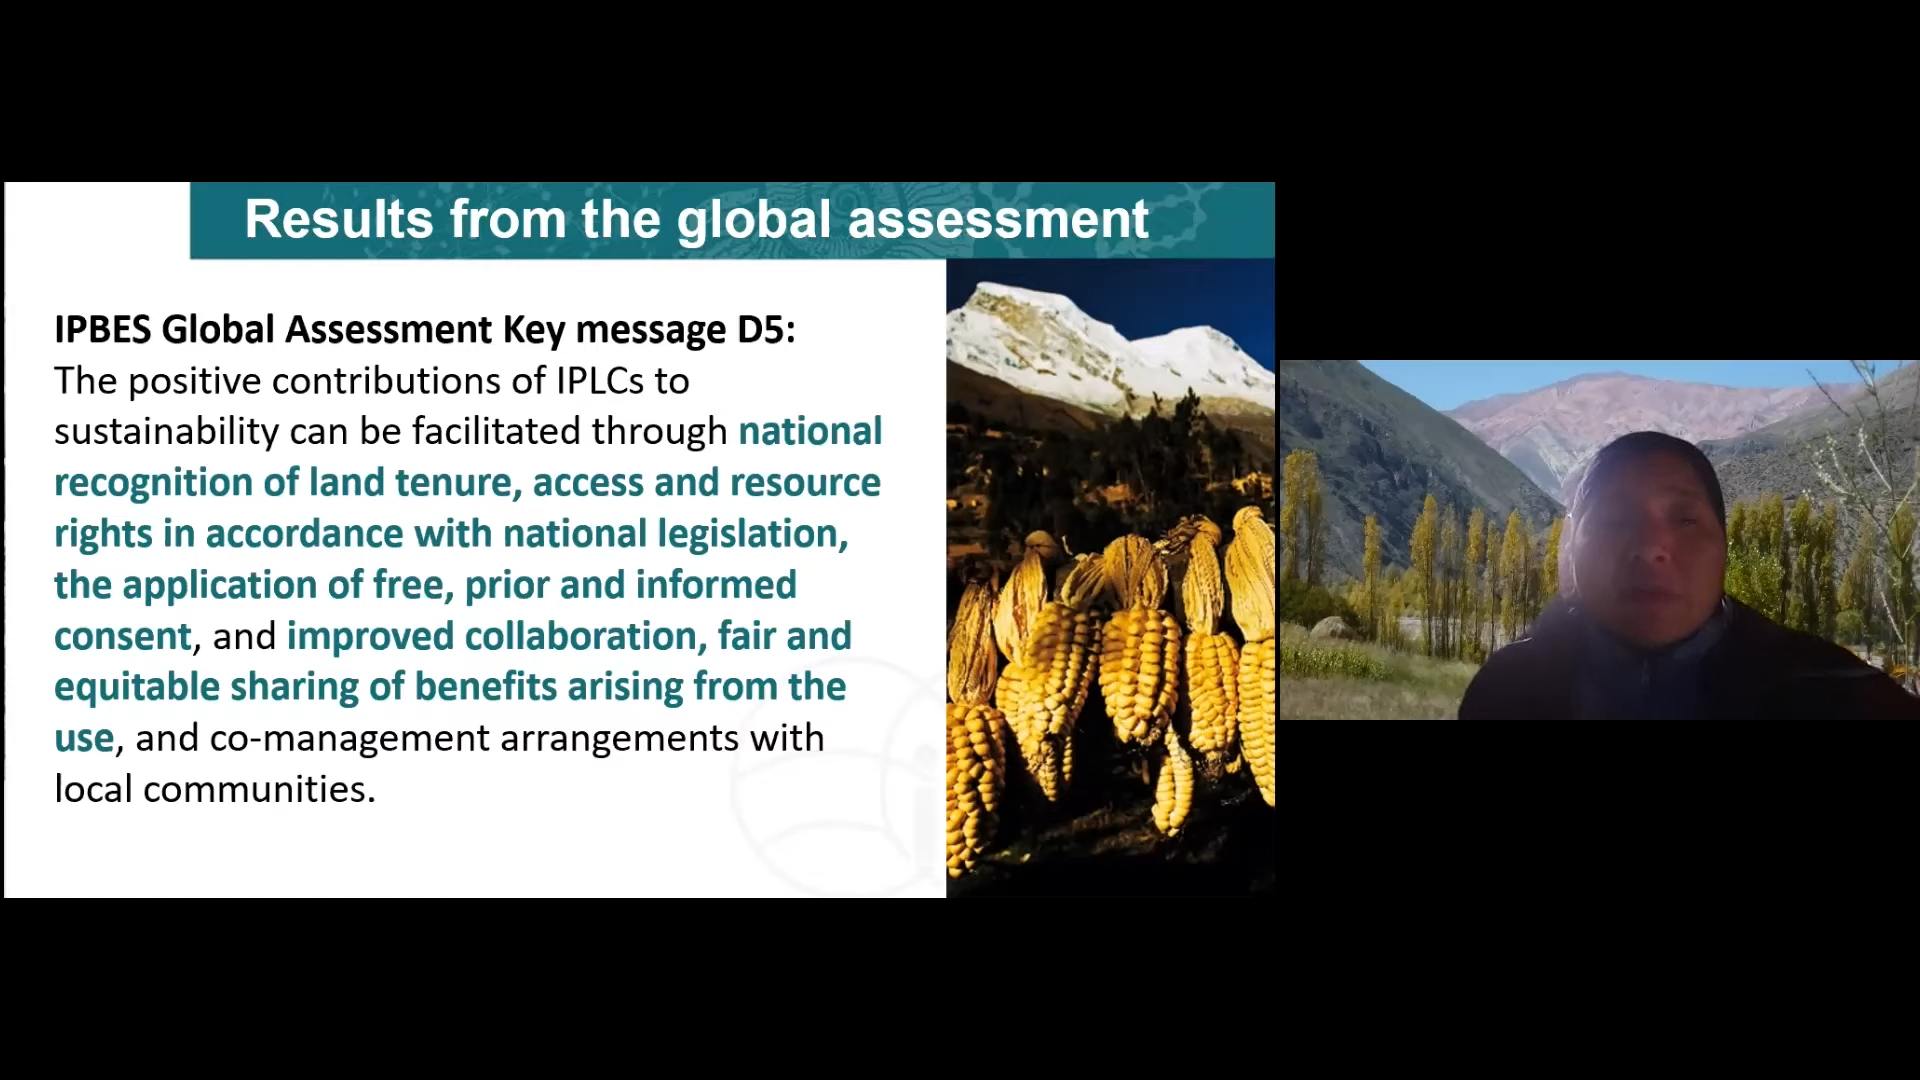 Results from the global assessment
IPBES Global Assessment Key message D5:
The positive contributions of IPLCs to
sustainability can be facilitated through national
recognition of land tenure, access and resource
rights in accordance with national legislation,
the application of free, prior and informed
consent, and improved collaboration, fair and
equitable sharing of benefits arising from the
use, and co-management arrangements with
local communities.